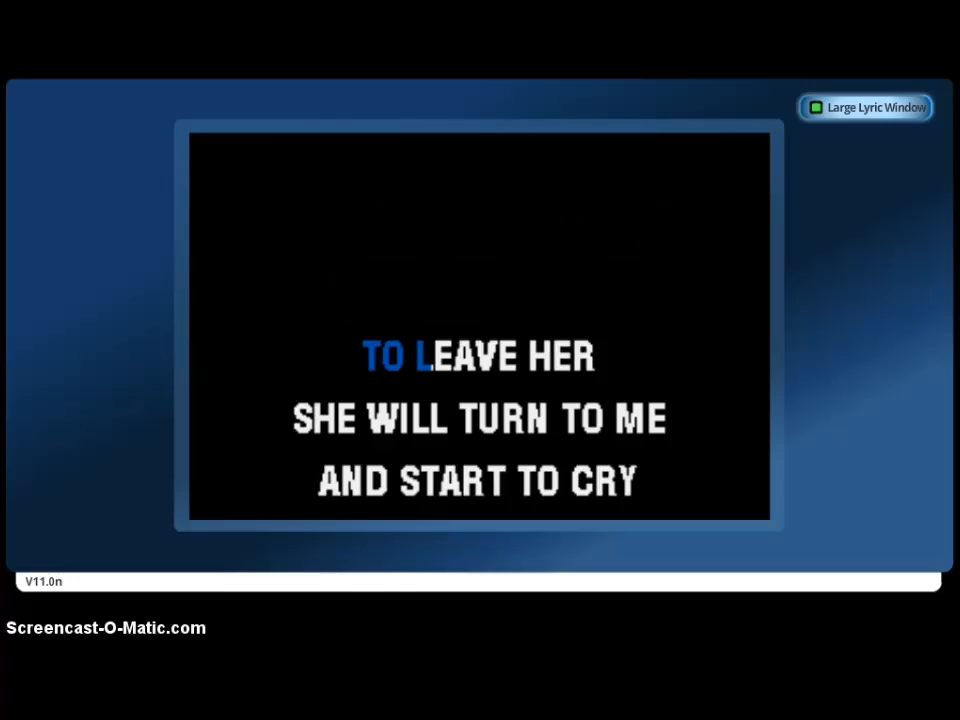 Large Lyric Window
TO LEAVE HER
SHE WILL TURN TO ME
AND START TO CRY
V11.0n
Screencast-O-Matic.com